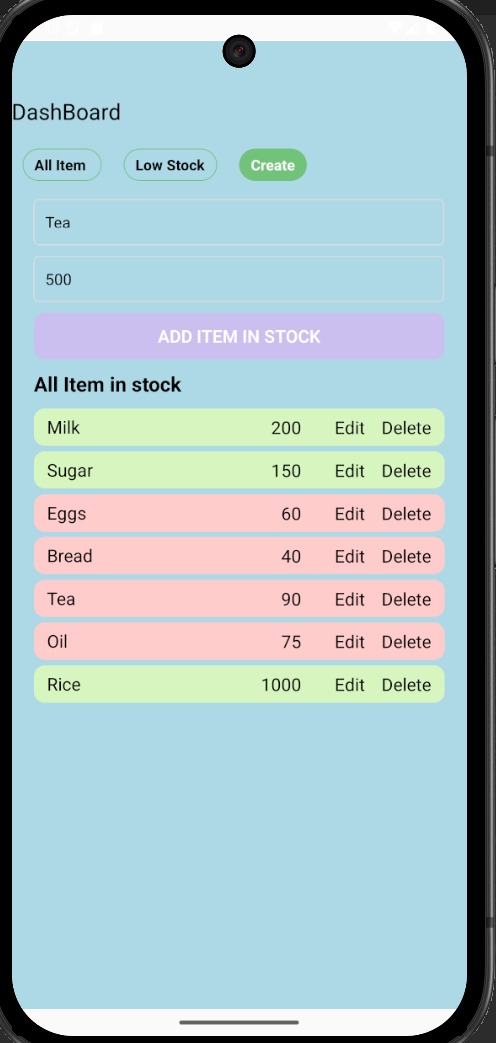 DashBoard
All Item Low Stock Create
Tea
500
ADD ITEM IN STOCK
All Item in stock
Milk 200 Edit Delete
Sugar 150 Edit Delete
Eggs 60 Edit Delete
Bread 40 Edit Delete
Tea 90 Edit Delete
Oil 75 Edit Delete
Rice 1000 Edit Delete